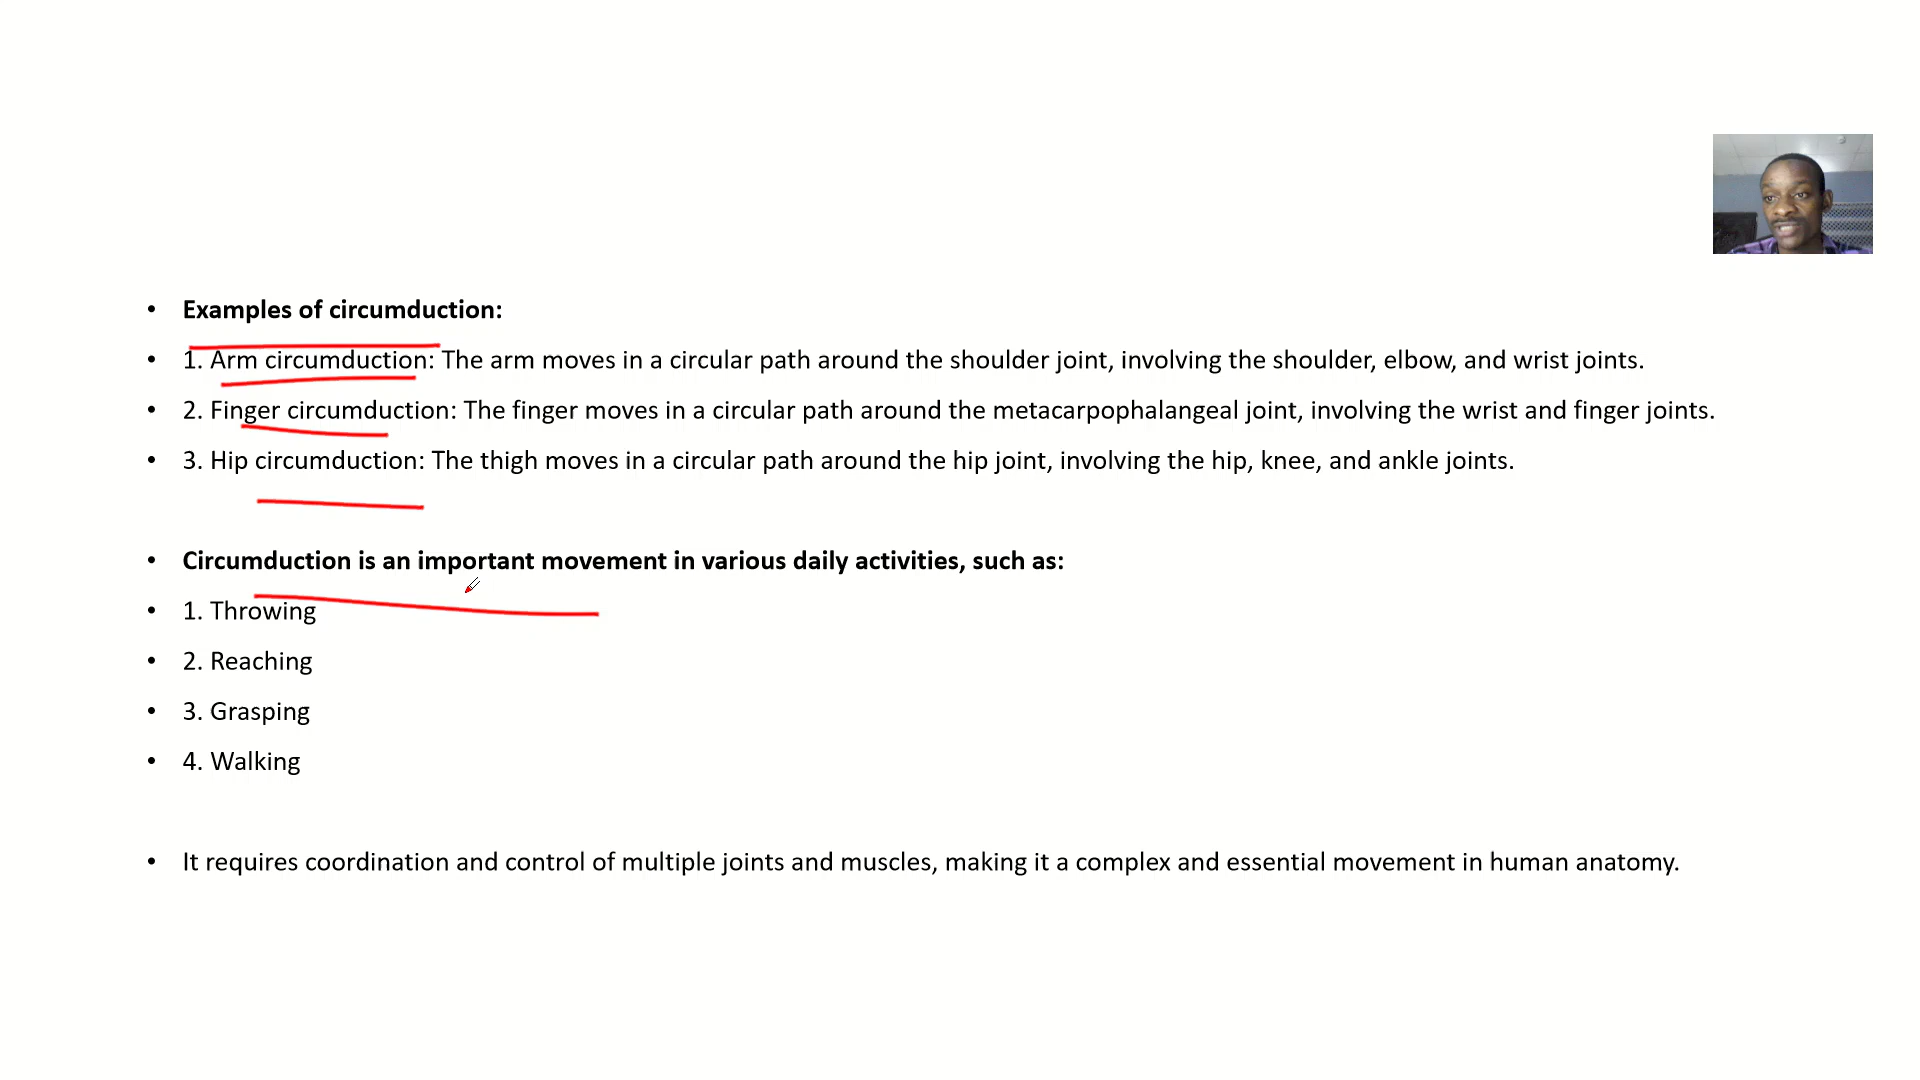 • Examples of circumduction:
• 1. Arm circumduction: The arm moves in a circular path around the shoulder joint, involving the shoulder, elbow, and wrist joints.
• 2. Finger circumduction: The finger moves in a circular path around the metacarpophalangeal joint, involving the wrist and finger joints.
• 3. Hip circumduction: The thigh moves in a circular path around the hip joint, involving the hip, knee, and ankle joints.
• Circumduction is an important movement in various daily activities, such as:
• 1. Throwing
• 2. Reaching
• 3. Grasping
• 4. Walking
• It requires coordination and control of multiple joints and muscles, making it a complex and essential movement in human anatomy.